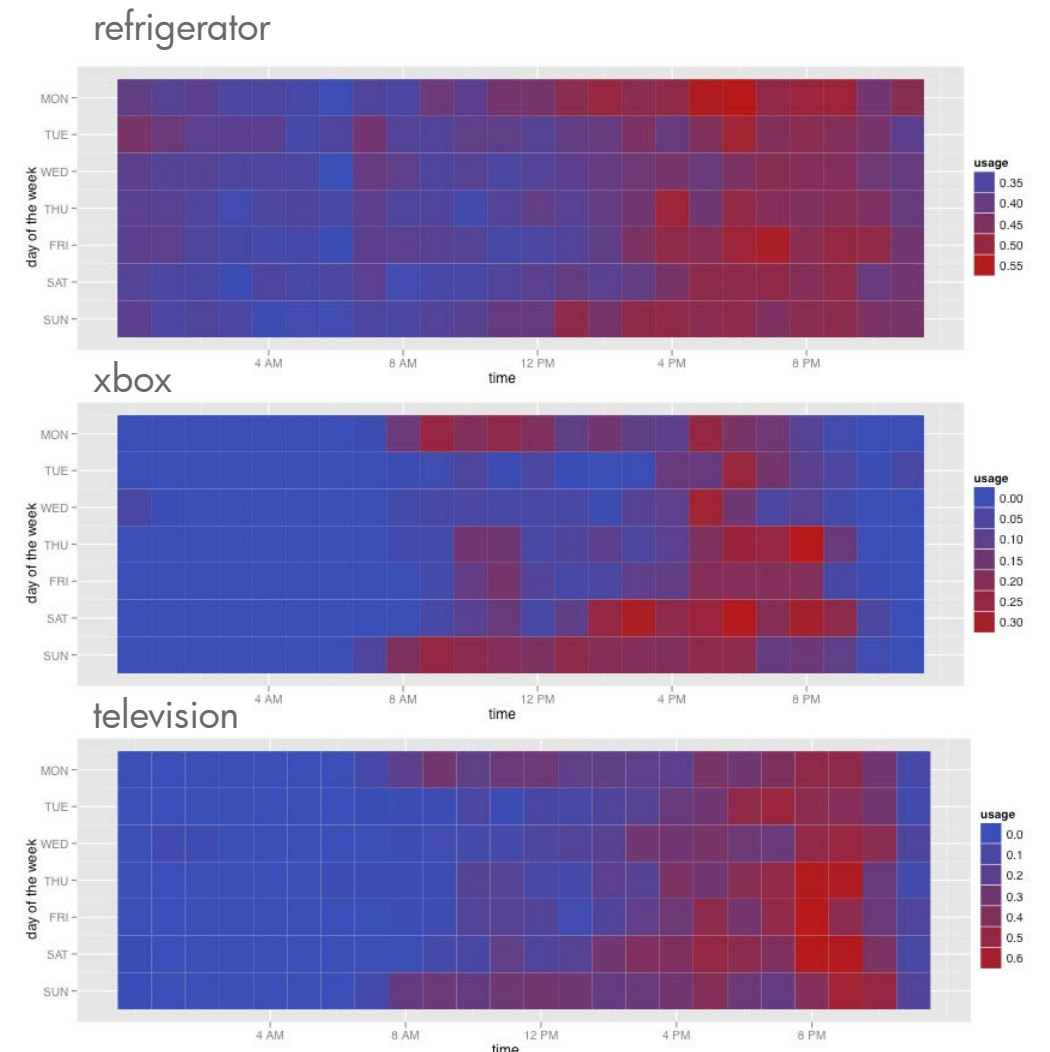 refrigerator
MON
TUE
WED
THU
FRI
SAT
SUN
day of the week
4 AM 8 AM 12 PM 4 PM 8 PM
time
usage
0.35
0.40
0.45
0.50
0.55
xbox
MON
TUE
WED
THU
FRI
SAT
SUN
day of the week
4 AM 8 AM 12 PM 4 PM 8 PM
time
usage
0.00
0.05
0.10
0.15
0.20
0.25
0.30
television
MON
TUE
WED
THU
FRI
SAT
SUN
day of the week
4 AM 8 AM 12 PM 4 PM 8 PM
time
usage
0.0
0.1
0.2
0.3
0.4
0.5
0.6